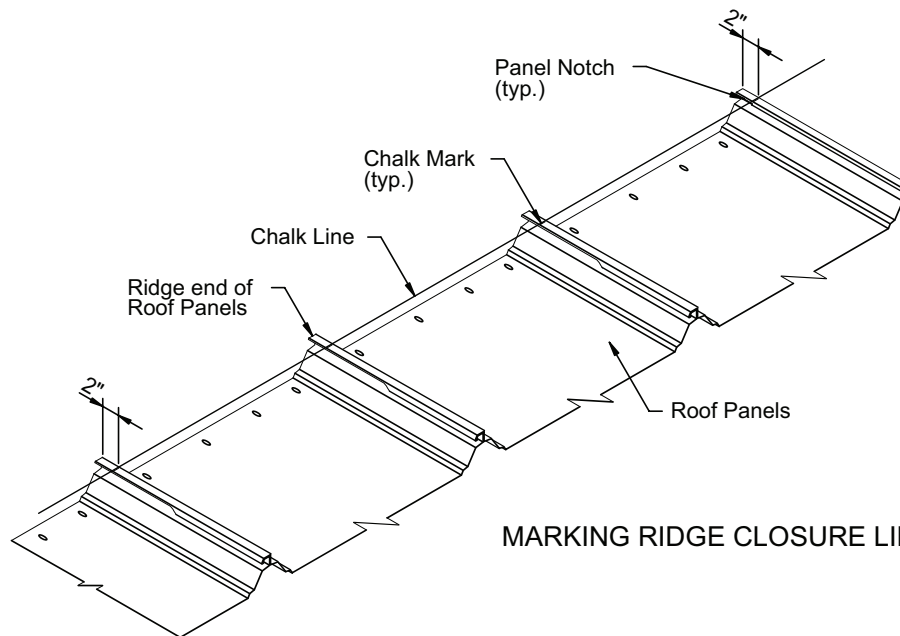 2"
Panel Notch
(typ.)
Chalk Mark
(typ.)
Chalk Line
Ridge end of
Roof Panels
2"
Roof Panels
MARKING RIDGE CLOSURE